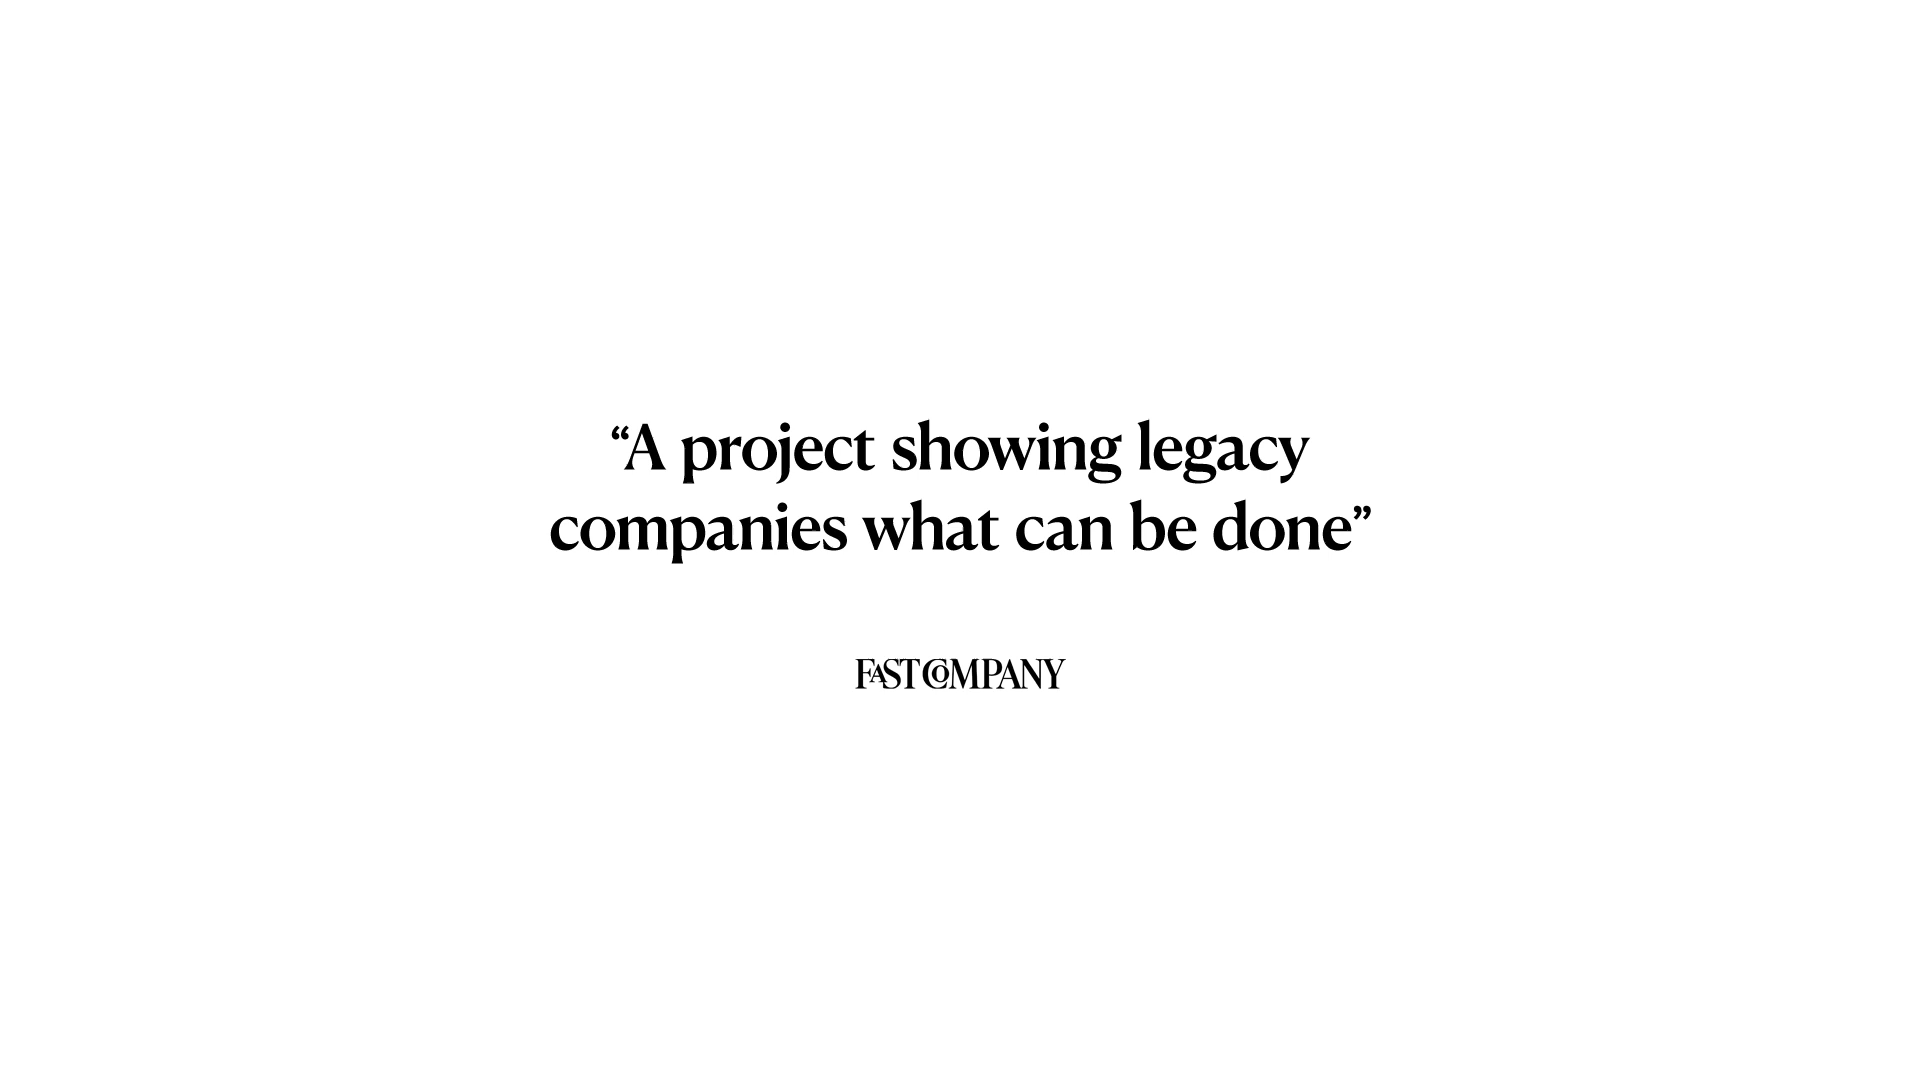 “A project showing legacy
companies what can be done”
FAST COMPANY